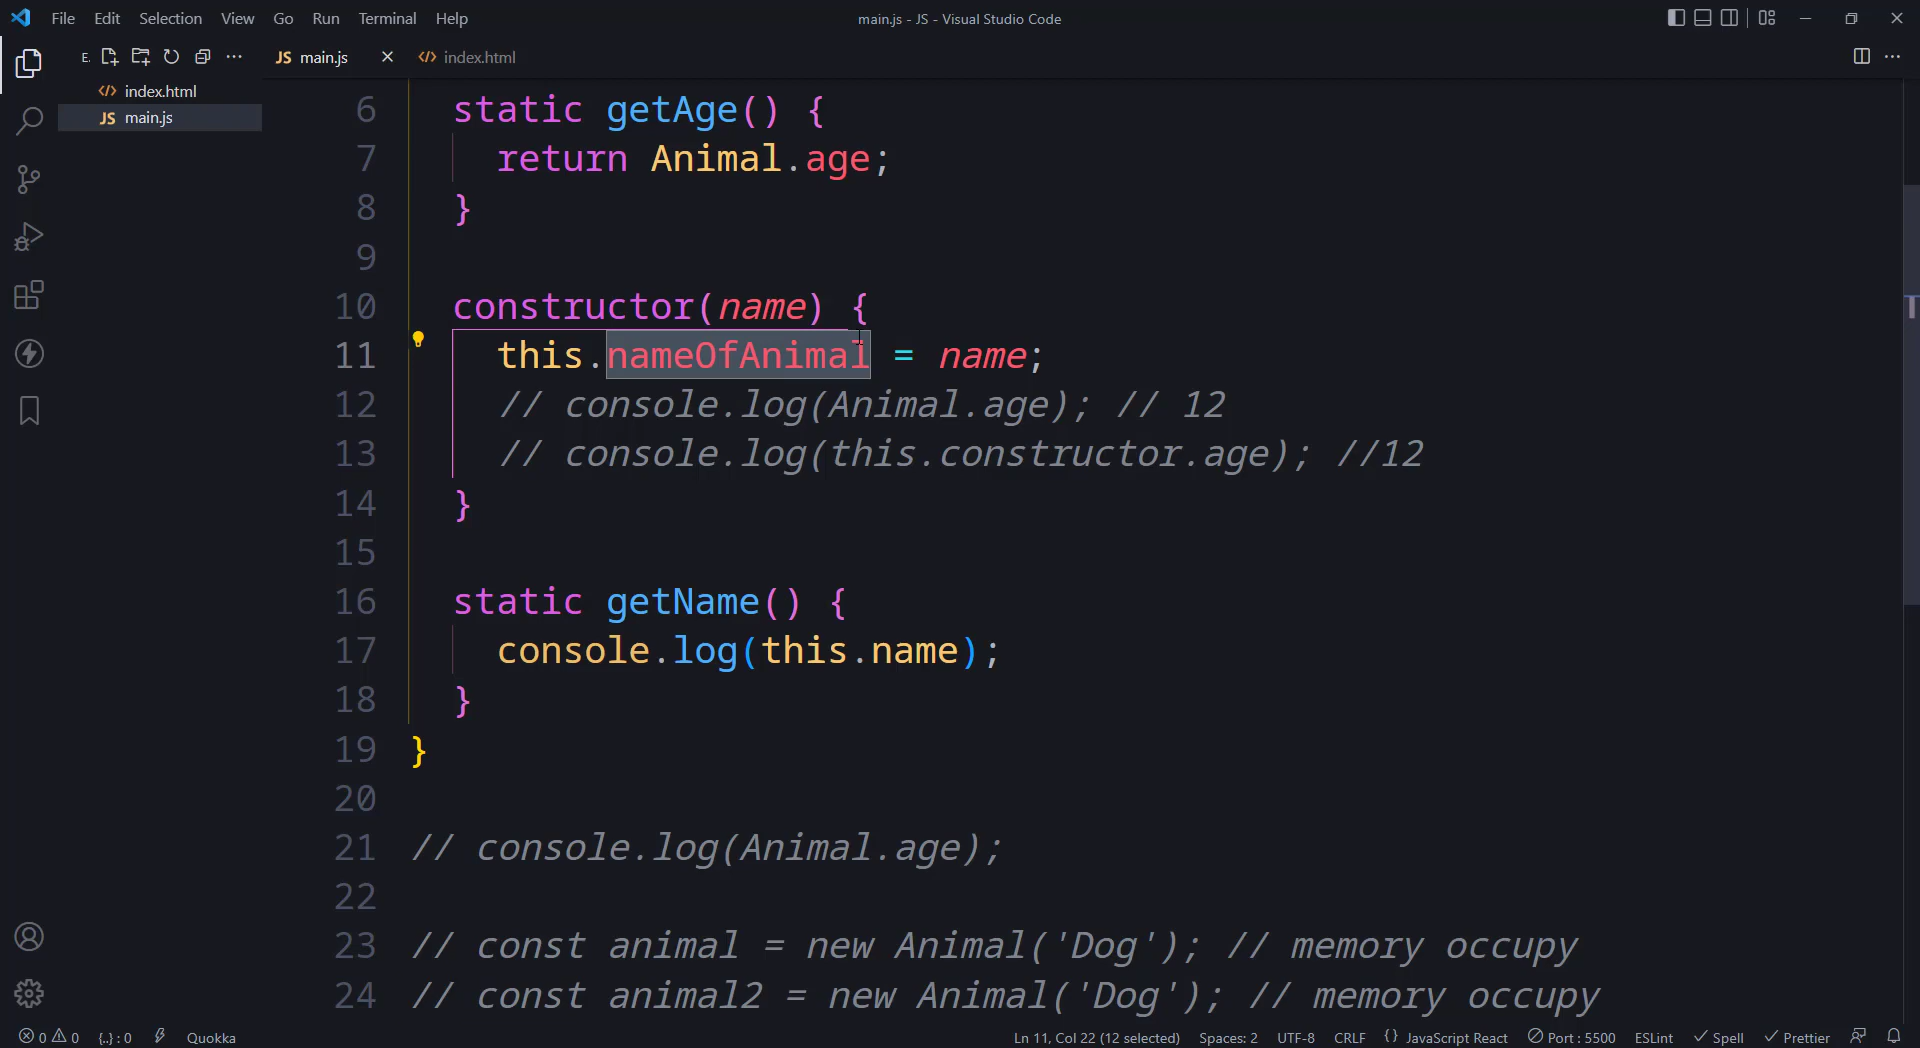 File Edit Selection View Go Run Terminal Help
main.js - JS - Visual Studio Code
E.
JS main.js
index.html
index.html
JS main.js
6 static getAge() {
7 return Animal.age;
8 }
9
10 constructor(name) {
11 this.nameOfAnimal = name;
12 // console.log(Animal.age); // 12
13 // console.log(this.constructor.age); //12
14 }
15
16 static getName() {
17 console.log(this.name);
18 }
19 }
20
21 // console.log(Animal.age);
22
23 // const animal = new Animal('Dog'); // memory occupy
24 // const animal2 = new Animal('Dog'); // memory occupy
0 0 {..} : 0 Quokka Ln 11, Col 22 (12 selected) Spaces: 2 UTF-8 CRLF {} JavaScript React Port : 5500 ESLint Spell Prettier